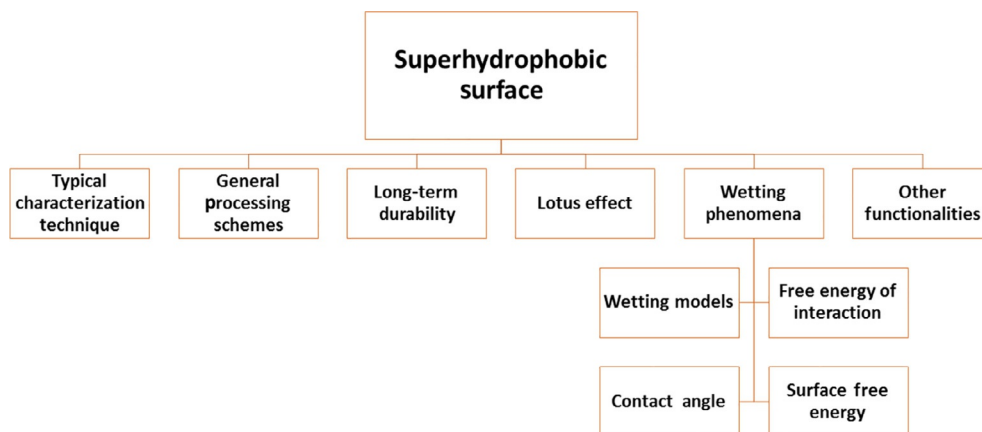 Superhydrophobic
surface
Typical
characterization
technique
General
processing
schemes
Long-term
durability
Lotus effect
Wetting
phenomena
Other
functionalities
Wetting models
Free energy of
interaction
Contact angle
Surface free
energy